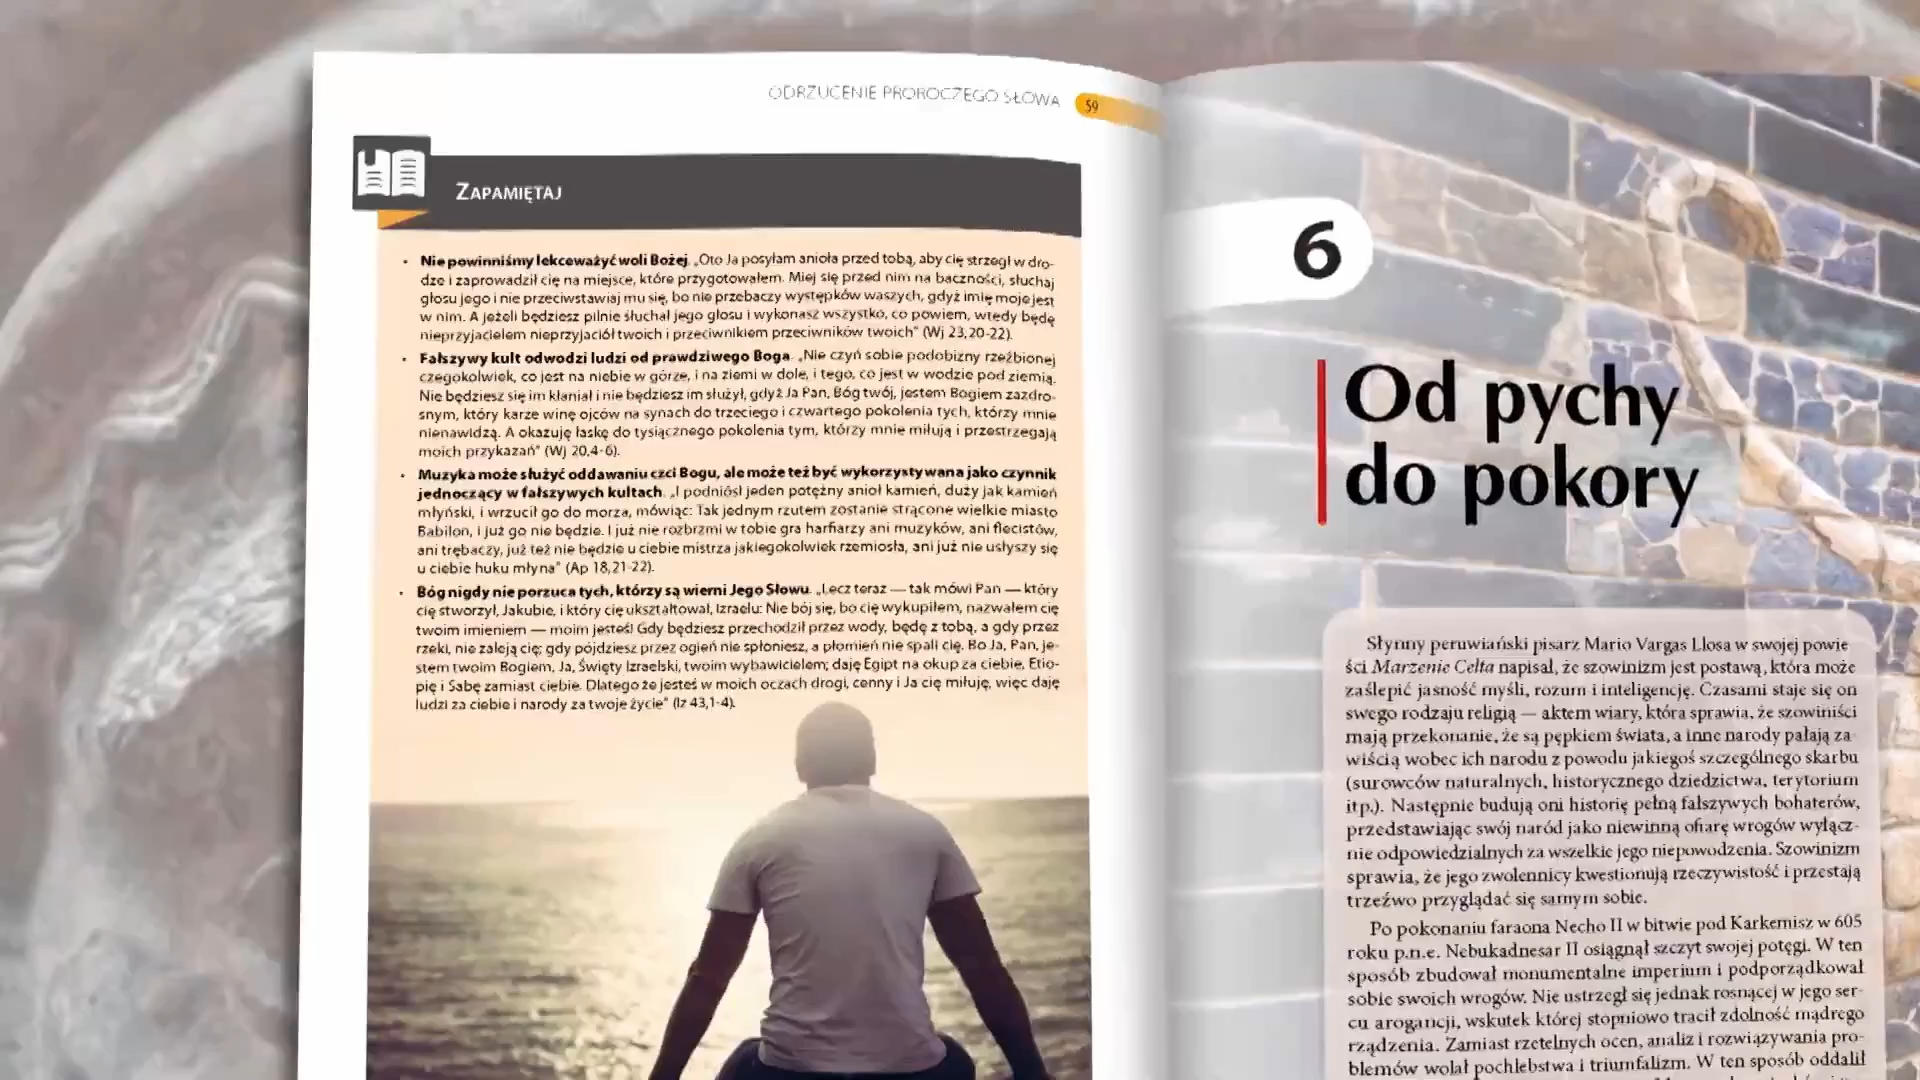 ODRZUCENIE PROROCZEGO SŁOWA 59
ZAPAMIĘTAJ
• Nie powinniśmy lekceważyć woli Bożej. „Oto Ja posyłam anioła przed tobą, aby cię strzegł w dro-
dze i zaprowadził cię na miejsce, które przygotowałem. Miej się przed nim na baczności, słuchaj
głosu jego i nie przeciwstawiaj mu się, bo nie przebaczy występków waszych, gdyż imię moje jest
w nim. A jeżeli będziesz pilnie słuchał jego głosu i wykonasz wszystko, co powiem, wtedy będę
nieprzyjacielem nieprzyjaciół twoich i przeciwnikiem przeciwników twoich” (Wj 23,20-22).
• Fałszywy kult odwodzi ludzi od prawdziwego Boga. „Nie czyń sobie podobizny rzeźbionej
czegokolwiek, co jest na niebie w górze, i na ziemi w dole, i tego, co jest w wodzie pod ziemią.
Nie będziesz się im kłaniał i nie będziesz im służył, gdyż Ja Pan, Bóg twój, jestem Bogiem zazdro-
snym, który karze winę ojców na synach do trzeciego i czwartego pokolenia tych, którzy mnie
nienawidzą. A okazuję łaskę do tysiącznego pokolenia tym, którzy mnie miłują i przestrzegają
moich przykazań” (Wj 20,4-6).
• Muzyka może służyć oddawaniu czci Bogu, ale może też być wykorzystywana jako czynnik
jednoczący w fałszywych kultach. „I podniósł jeden potężny anioł kamień, duży jak kamień
młyński, i wrzucił go do morza, mówiąc: Tak jednym rzutem zostanie strącone wielkie miasto
Babilon, i już go nie będzie. I już nie rozbrzmi w tobie gra harfiarzy ani muzyków, ani flecistów,
ani trębaczy, już też nie będzie u ciebie mistrza jakiegokolwiek rzemiosła, ani już nie usłyszy się
u ciebie huku młyna” (Ap 18,21-22).
• Bóg nigdy nie porzuca tych, którzy są wierni Jego Słowu. „Lecz teraz — tak mówi Pan — który
cię stworzył, Jakubie, i który cię ukształtował, Izraelu: Nie bój się, bo cię wykupiłem, nazwałem cię
twoim imieniem — moim jesteś! Gdy będziesz przechodził przez wody, będę z tobą, a gdy przez
rzeki, nie zaleją cię; gdy pójdziesz przez ogień nie spłoniesz, a płomień nie spali cię. Bo Ja, Pan, je-
stem twoim Bogiem, Ja, Święty Izraelski, twoim wybawicielem; daję Egipt na okup za ciebie, Etio-
pię i Sabę zamiast ciebie. Dlatego że jesteś w moich oczach drogi, cenny i Ja cię miłuję, więc daję
ludzi za ciebie i narody za twoje życie” (Iz 43,1-4).
6
Od pychy
do pokory
Słynny peruwiański pisarz Mario Vargas Llosa w swojej powie
ści Marzenie Celta napisał, że szowinizm jest postawą, która może
zaślepić jasność myśli, rozum i inteligencję. Czasami staje się on
swego rodzaju religią — aktem wiary, która sprawia, że szowiniści
mają przekonanie, że są pępkiem świata, a inne narody pałają za-
wiścią wobec ich narodu z powodu jakiegoś szczególnego skarbu
(surowców naturalnych, historycznego dziedzictwa, terytorium
itp.). Następnie budują oni historię pełną fałszywych bohaterów,
przedstawiając swój naród jako niewinną ofiarę wrogów wyłącz-
nie odpowiedzialnych za wszelkie jego niepowodzenia. Szowinizm
sprawia, że jego zwolennicy kwestionują rzeczywistość i przestają
trzeźwo przyglądać się samym sobie.
Po pokonaniu faraona Necho II w bitwie pod Karkemisz w 605
roku p.n.e. Nebukadnesar II osiągnął szczyt swojej potęgi. W ten
sposób zbudował monumentalne imperium i podporządkował
sobie swoich wrogów. Nie ustrzegł się jednak rosnącej w jego ser-
cu arogancji, wskutek której stopniowo tracił zdolność mądrego
rządzenia. Zamiast rzetelnych ocen, analiz i rozwiązywania pro-
blemów wolał pochlebstwa i triumfalizm. W ten sposób oddalił